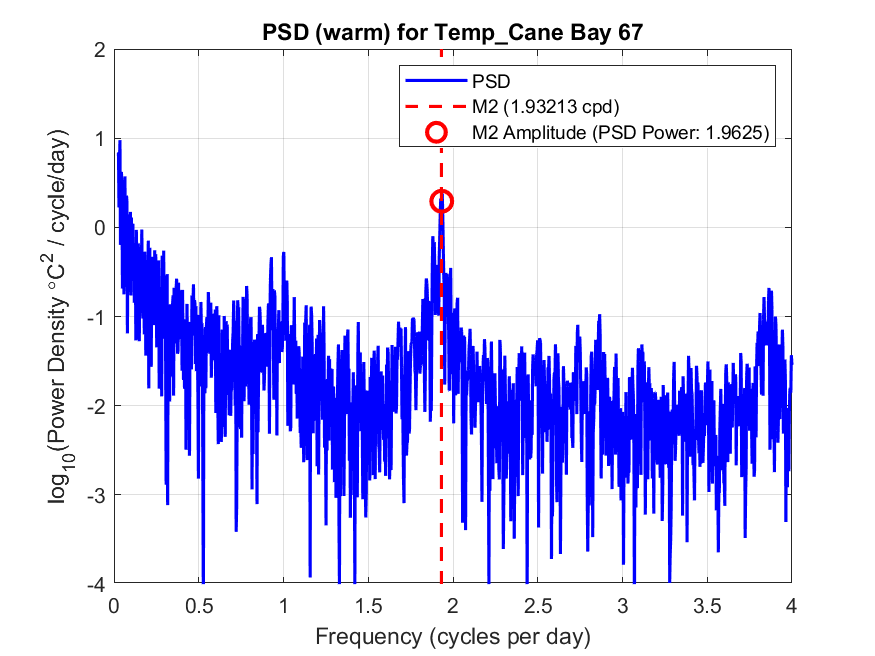 PSD (warm) for Temp_Cane Bay 67
PSD
M2 (1.93213 cpd)
M2 Amplitude (PSD Power: 1.9625)
log10(Power Density °C2 / cycle/day)
2
1
0
-1
-2
-3
-4
0 0.5 1 1.5 2 2.5 3 3.5 4
Frequency (cycles per day)